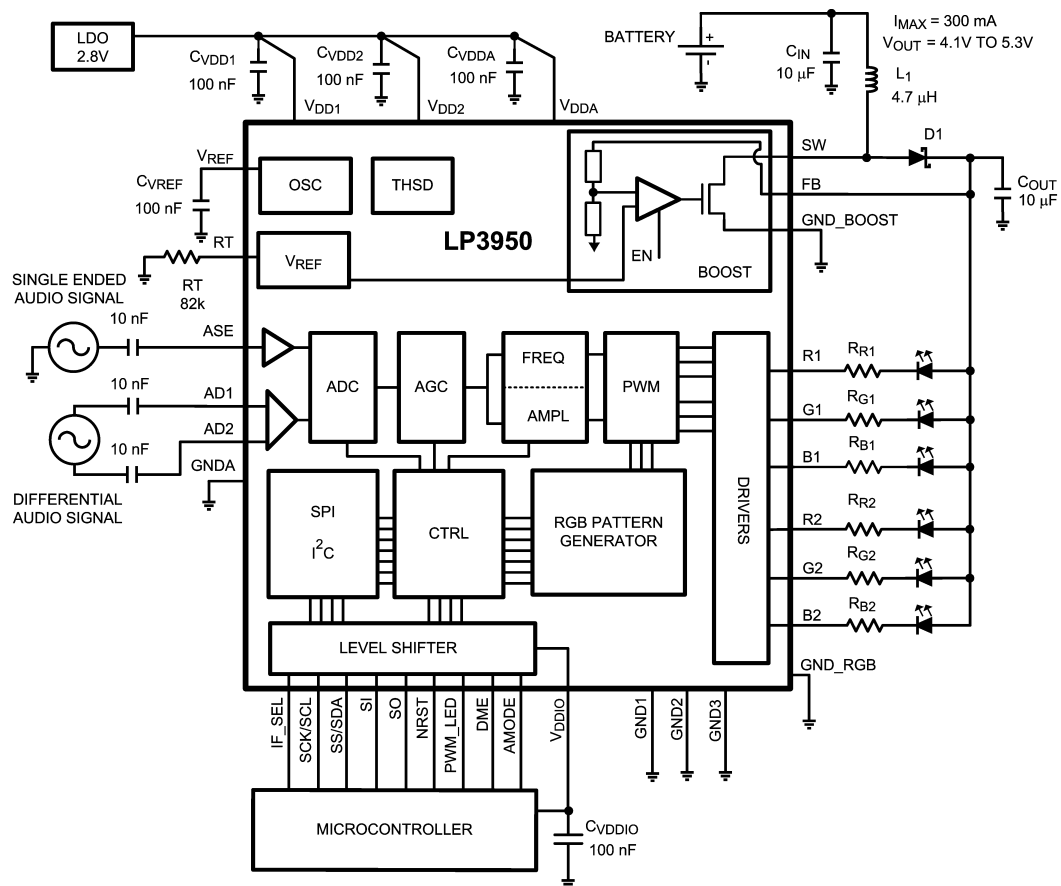 LDO
2.8V
CVDD1
100 nF
CVDD2
100 nF
CVDDA
100 nF
VDD1
VDD2
VDDA
BATTERY
+
-
CIN
10 µF
IMAX = 300 mA
VOUT = 4.1V TO 5.3V
L1
4.7 µH
SW
D1
FB
COUT
10 µF
GND_BOOST
VREF
CVREF
100 nF
OSC
THSD
LP3950
RT
VREF
RT
82k
EN
BOOST
SINGLE ENDED
AUDIO SIGNAL
10 nF
ASE
10 nF
AD1
AD2
10 nF
GNDA
DIFFERENTIAL
AUDIO SIGNAL
ADC
AGC
FREQ
AMPL
PWM
SPI
I2C
CTRL
RGB PATTERN
GENERATOR
DRIVERS
R1
RR1
G1
RG1
B1
RB1
R2
RR2
G2
RG2
B2
RB2
GND_RGB
LEVEL SHIFTER
IF_SEL
SCK/SCL
SS/SDA
SI
SO
NRST
PWM_LED
DME
AMODE
VDDIO
GND1
GND2
GND3
MICROCONTROLLER
CVDDIO
100 nF